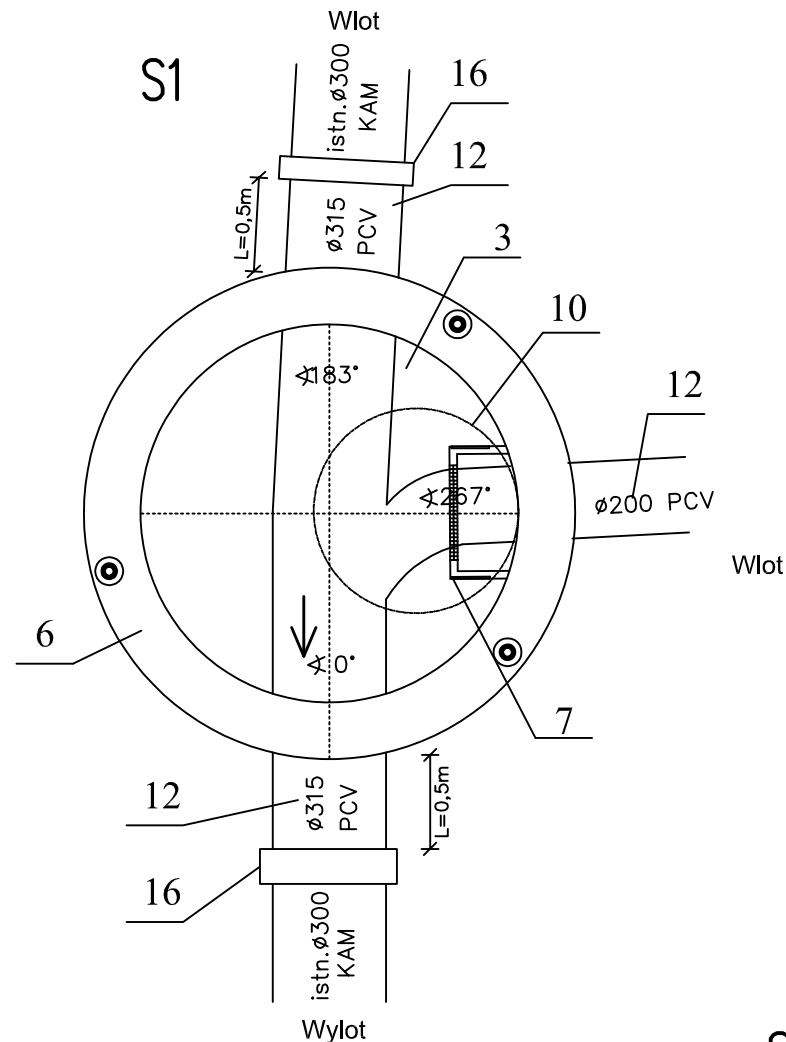 Wlot
S1
istn.ø300
KAM
16
12
L=0,5m
ø315
PCV
3
10
∢183°
12
∢267°
ø200 PCV
Wlot
6
∢ 0°
7
12
ø315
PCV
L=0,5m
16
istn.ø300
KAM
Wylot